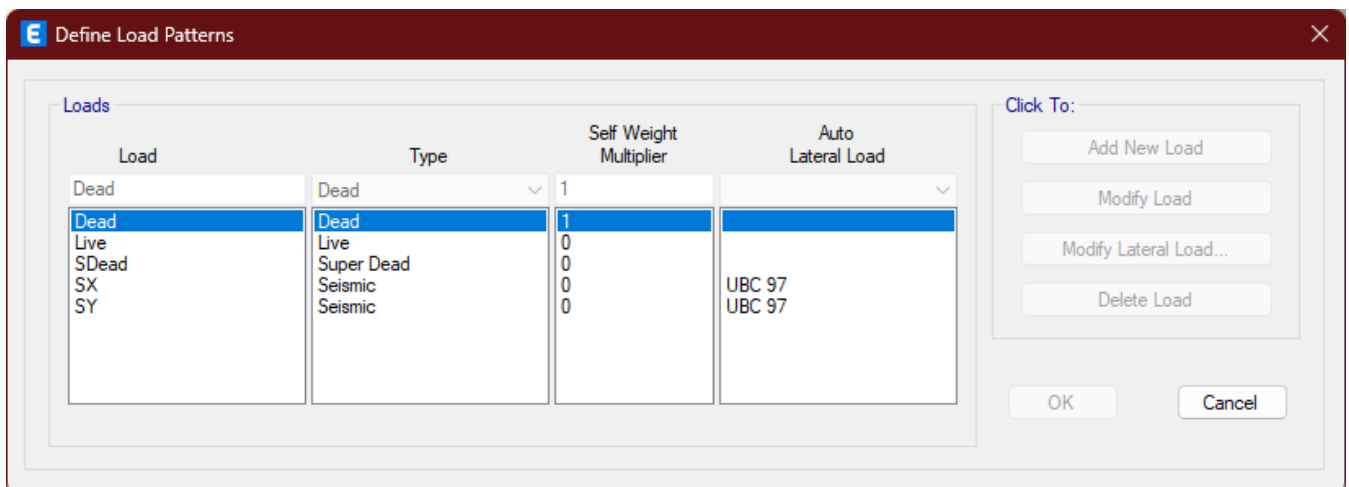 E Define Load Patterns
Loads
Load Type Self Weight Multiplier Auto Lateral Load
Dead Dead 1
Dead Dead 1
Live Live 0
SDead Super Dead 0
SX Seismic 0 UBC 97
SY Seismic 0 UBC 97
Click To:
Add New Load
Modify Load
Modify Lateral Load...
Delete Load
OK Cancel